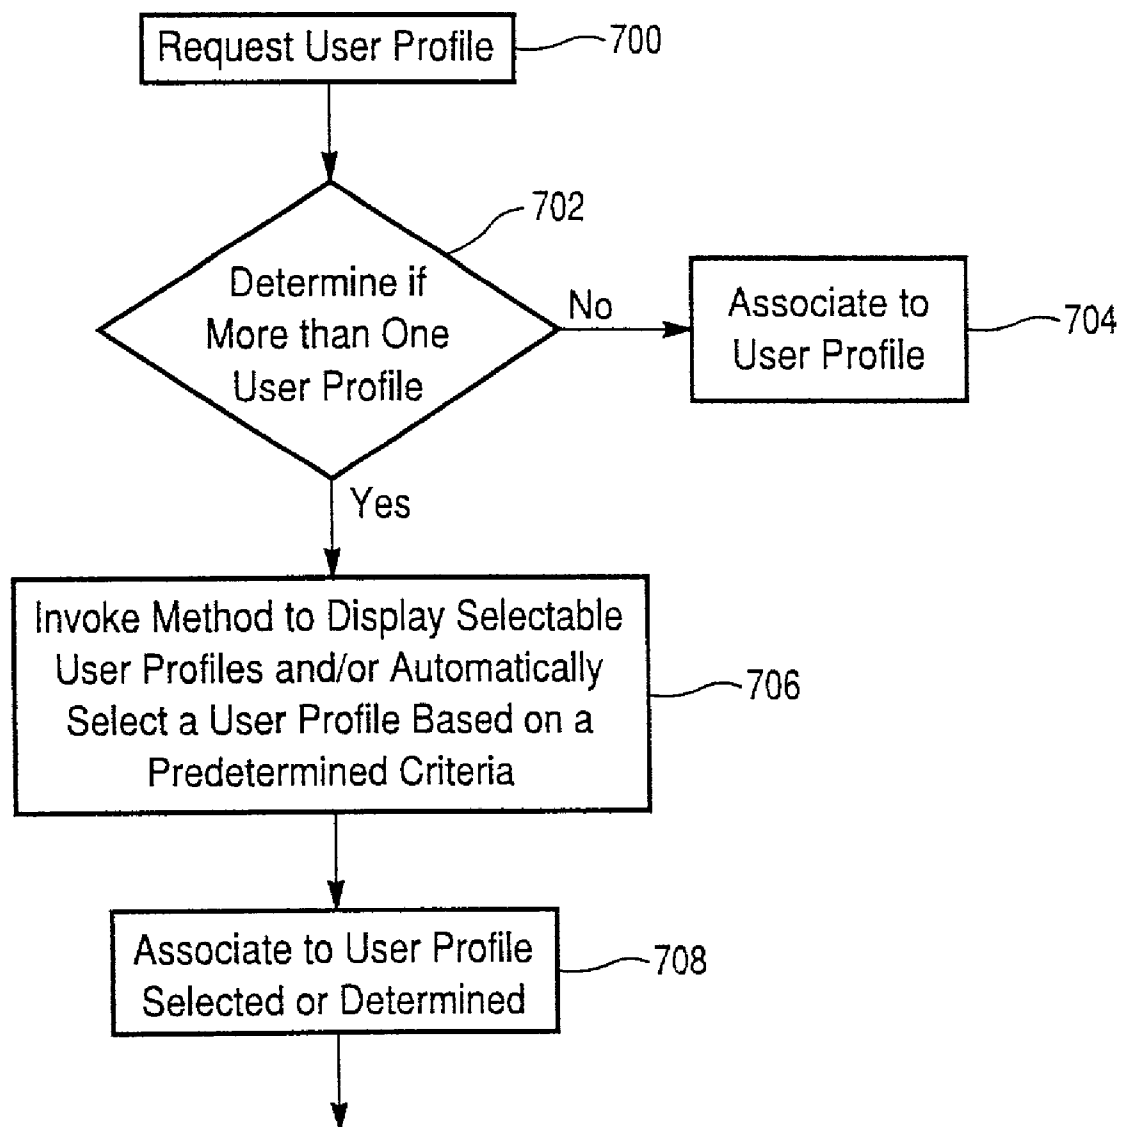 Request User Profile
700
702
Determine if
More than One
User Profile
No
Associate to
User Profile
704
Yes
Invoke Method to Display Selectable
User Profiles and/or Automatically
Select a User Profile Based on a
Predetermined Criteria
706
Associate to User Profile
Selected or Determined
708